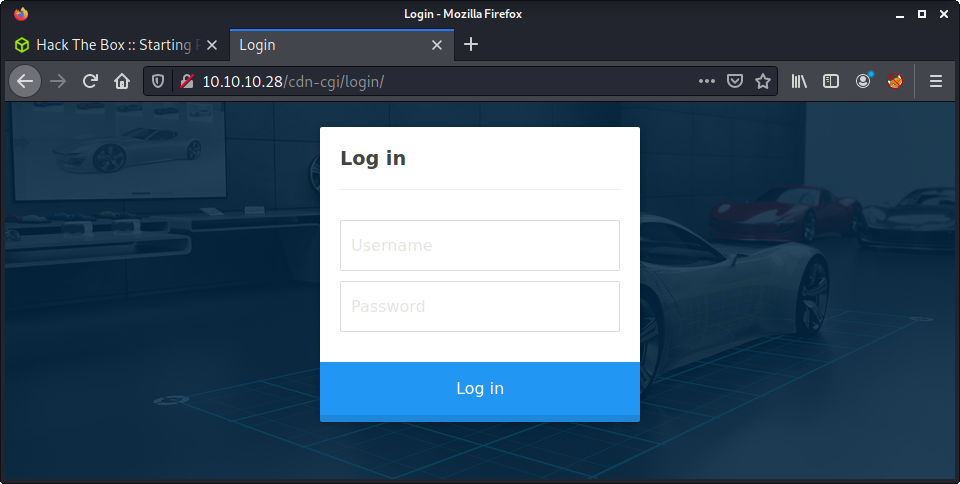 Login - Mozilla Firefox
Hack The Box :: Starting
Login
10.10.10.28/cdn-cgi/login/
Log in
Username
Password
Log in